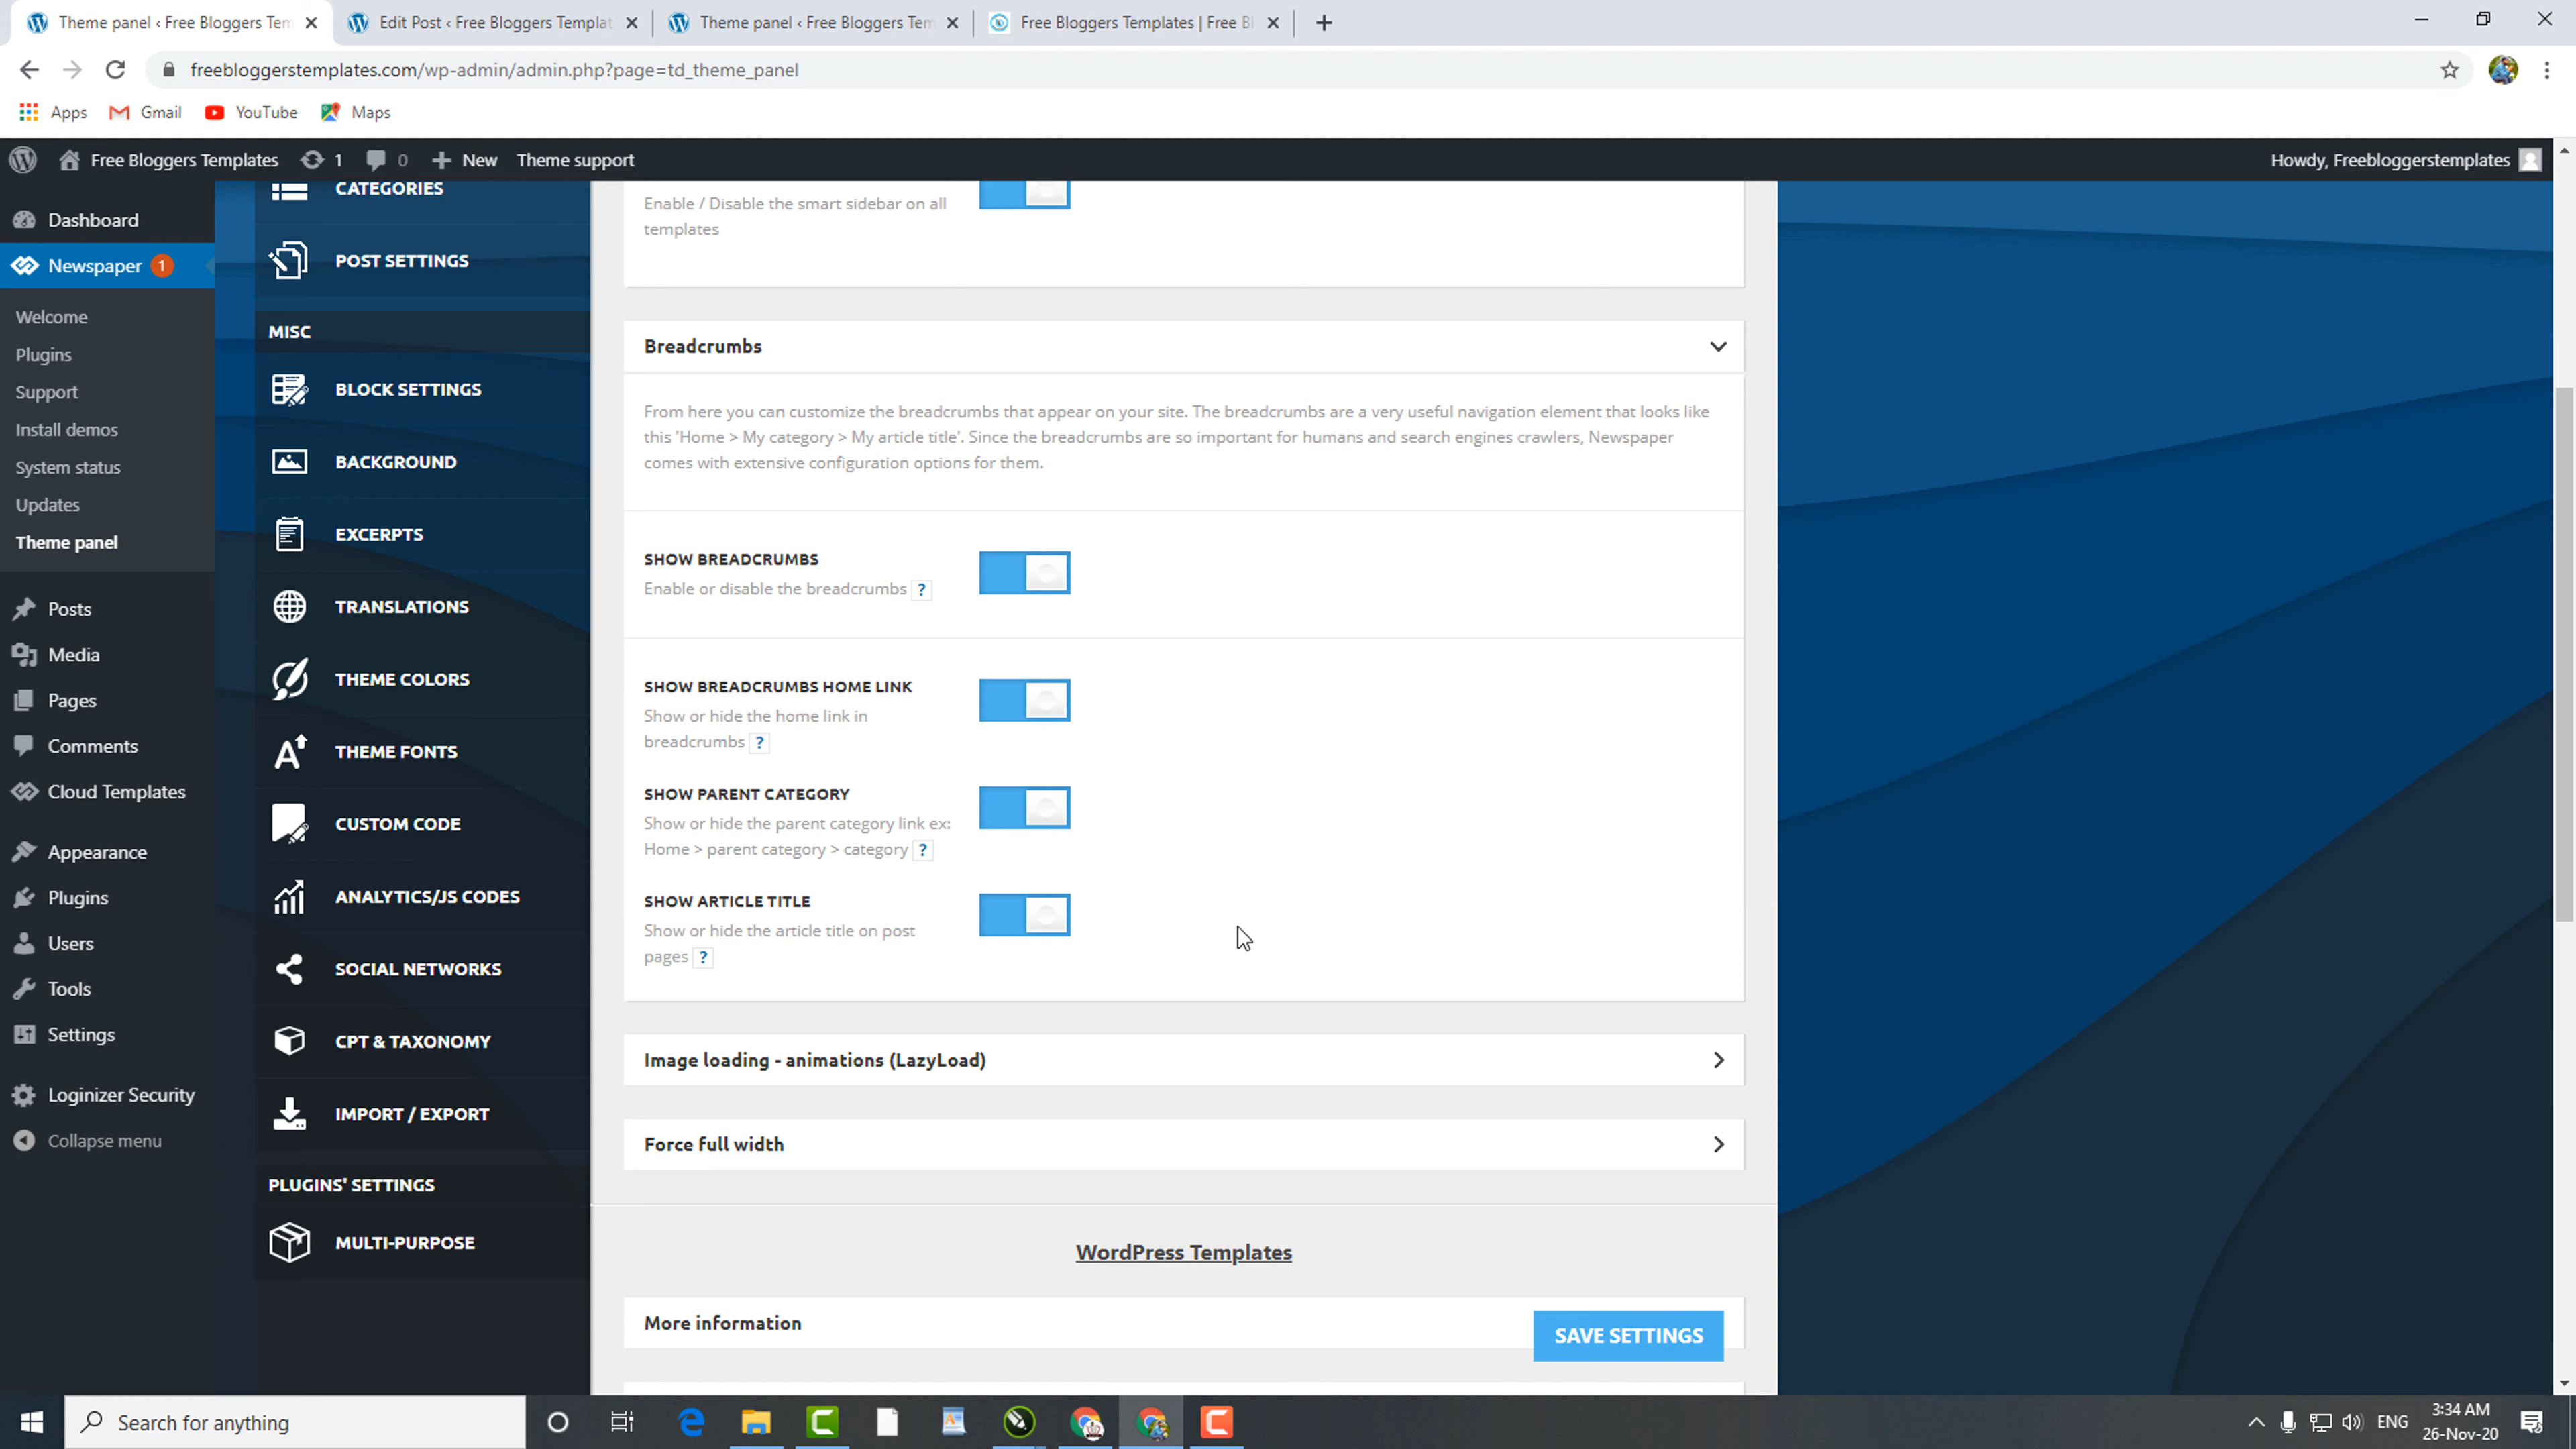 Theme panel ‹ Free Bloggers Tem
Edit Post ‹ Free Bloggers Templat
Theme panel ‹ Free Bloggers Tem
Free Bloggers Templates | Free Bl
freebloggerstemplates.com/wp-admin/admin.php?page=td_theme_panel
Apps
Gmail
YouTube
Maps
Free Bloggers Templates
1
0
New
Theme support
Howdy, Freebloggerstemplates
Dashboard
Newspaper 1
Welcome
Plugins
Support
Install demos
System status
Updates
Theme panel
Posts
Media
Pages
Comments
Cloud Templates
Appearance
Plugins
Users
Tools
Settings
Loginizer Security
Collapse menu
CATEGORIES
POST SETTINGS
MISC
BLOCK SETTINGS
BACKGROUND
EXCERPTS
TRANSLATIONS
THEME COLORS
THEME FONTS
CUSTOM CODE
ANALYTICS/JS CODES
SOCIAL NETWORKS
CPT & TAXONOMY
IMPORT / EXPORT
PLUGINS' SETTINGS
MULTI-PURPOSE
Enable / Disable the smart sidebar on all
templates
Breadcrumbs
From here you can customize the breadcrumbs that appear on your site. The breadcrumbs are a very useful navigation element that looks like
this 'Home > My category > My article title'. Since the breadcrumbs are so important for humans and search engines crawlers, Newspaper
comes with extensive configuration options for them.
SHOW BREADCRUMBS
Enable or disable the breadcrumbs ?
SHOW BREADCRUMBS HOME LINK
Show or hide the home link in
breadcrumbs ?
SHOW PARENT CATEGORY
Show or hide the parent category link ex:
Home > parent category > category ?
SHOW ARTICLE TITLE
Show or hide the article title on post
pages ?
Image loading - animations (LazyLoad)
Force full width
WordPress Templates
More information
SAVE SETTINGS
Search for anything
ENG
3:34 AM
26-Nov-20